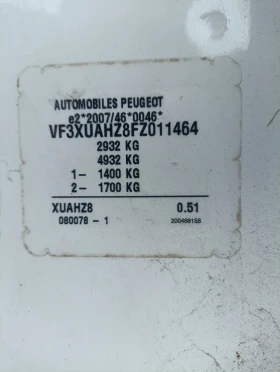 AUTOMOBILES PEUGEOT
e2*2007/46*0046*
VF3XUAHZ8FZ011464
2932 KG
4932 KG
1- 1400 KG
2- 1700 KG
XUAHZ8 0.51
080078 - 1